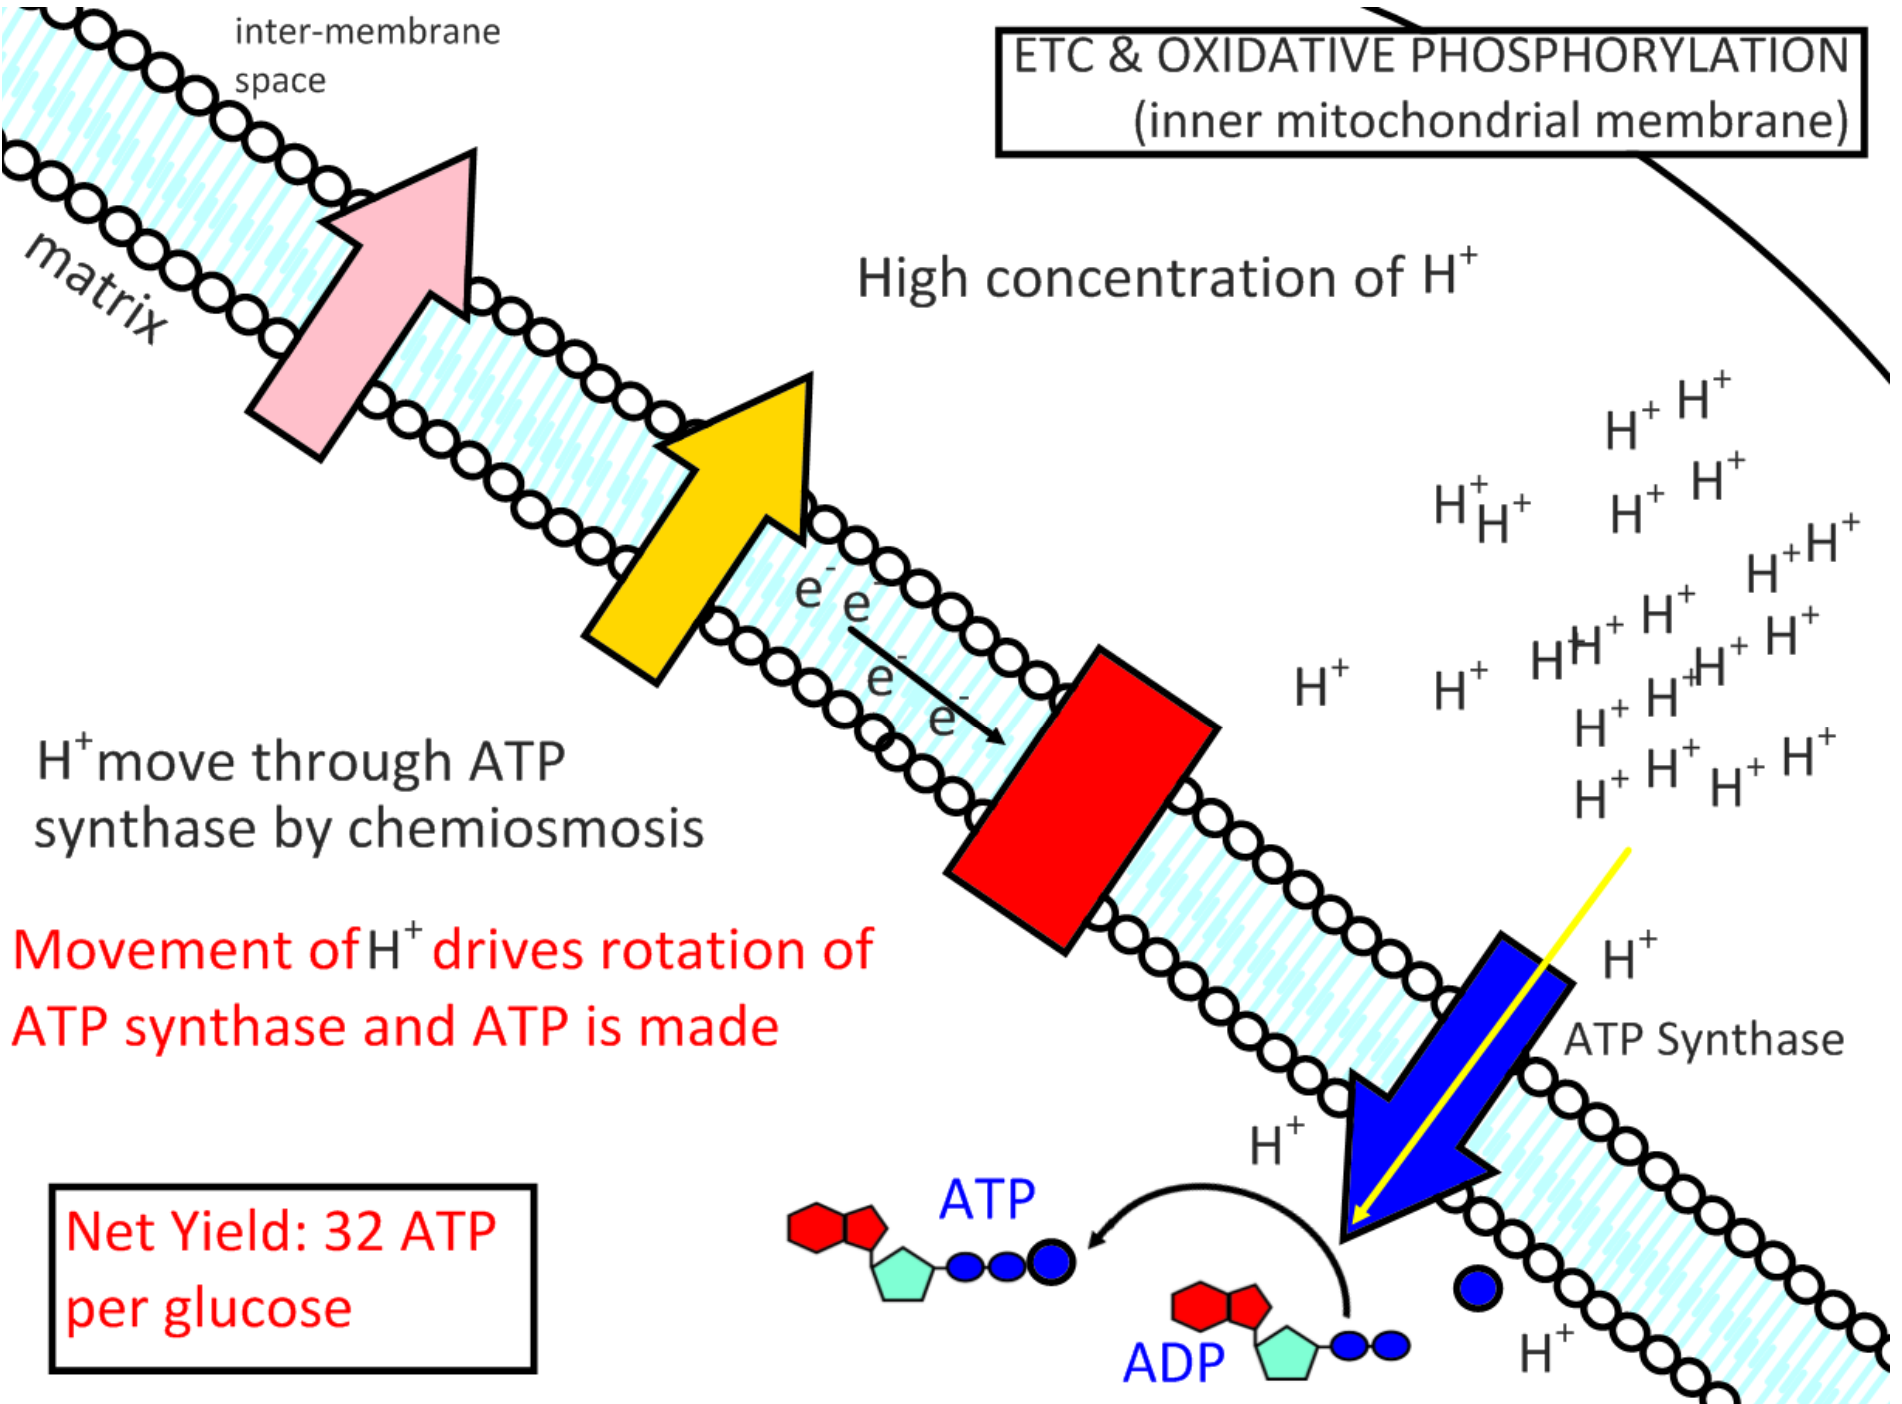 inter-membrane
space
ETC & OXIDATIVE PHOSPHORYLATION
(inner mitochondrial membrane)
matrix
High concentration of H⁺
H⁺ H⁺
H⁺
H⁺ H⁺ H⁺
H⁺ H⁺
H⁺ H⁺ H⁺ H⁺
H⁺ H⁺ H⁺ H⁺
H⁺ H⁺
H⁺ H⁺ H⁺
e⁻ e⁻
e⁻
e⁻
H⁺ move through ATP
synthase by chemiosmosis
Movement of H⁺ drives rotation of
ATP synthase and ATP is made
H⁺
ATP Synthase
H⁺
ATP
ADP
H⁺
Net Yield: 32 ATP
per glucose